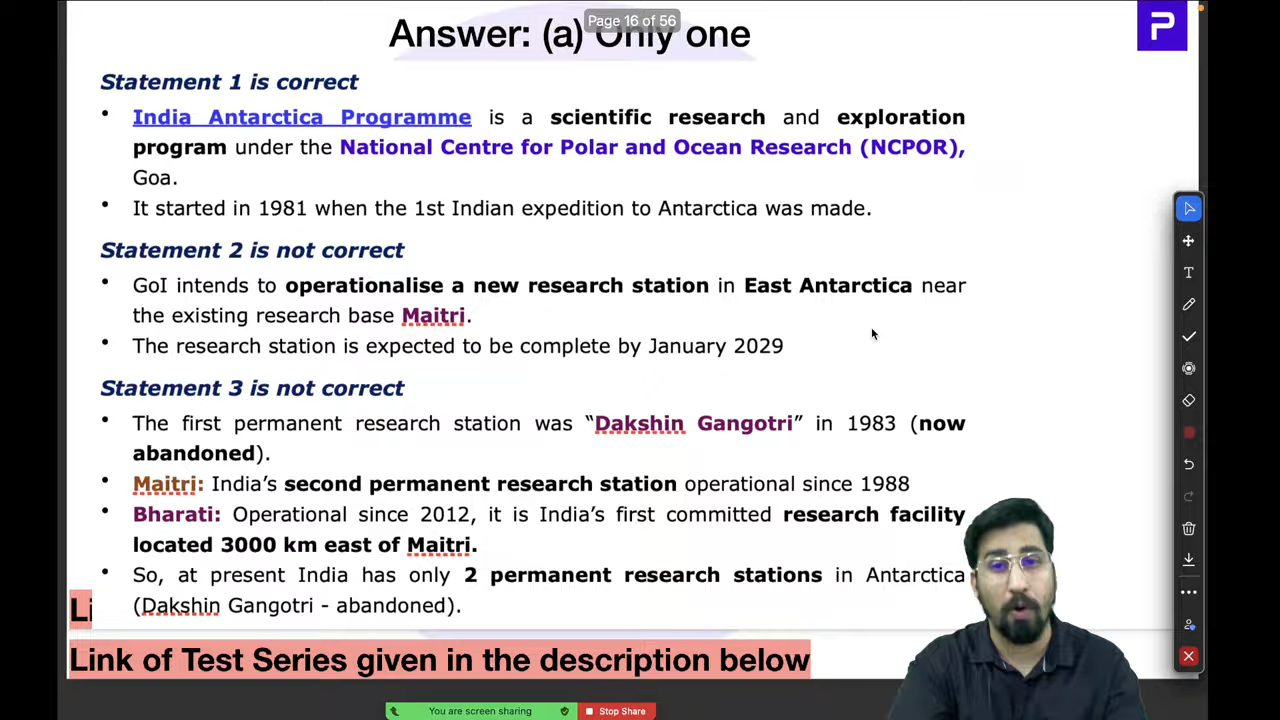 Page 16 of 56
Answer: (a) Only one
P
Statement 1 is correct
• India Antarctica Programme is a scientific research and exploration
program under the National Centre for Polar and Ocean Research (NCPOR),
Goa.
• It started in 1981 when the 1st Indian expedition to Antarctica was made.
Statement 2 is not correct
• GoI intends to operationalise a new research station in East Antarctica near
the existing research base Maitri.
• The research station is expected to be complete by January 2029
Statement 3 is not correct
• The first permanent research station was “Dakshin Gangotri” in 1983 (now
abandoned).
• Maitri: India’s second permanent research station operational since 1988
• Bharati: Operational since 2012, it is India’s first committed research facility
located 3000 km east of Maitri.
• So, at present India has only 2 permanent research stations in Antarctica
(Dakshin Gangotri - abandoned).
Li
Link of Test Series given in the description below
T
You are screen sharing
Stop Share